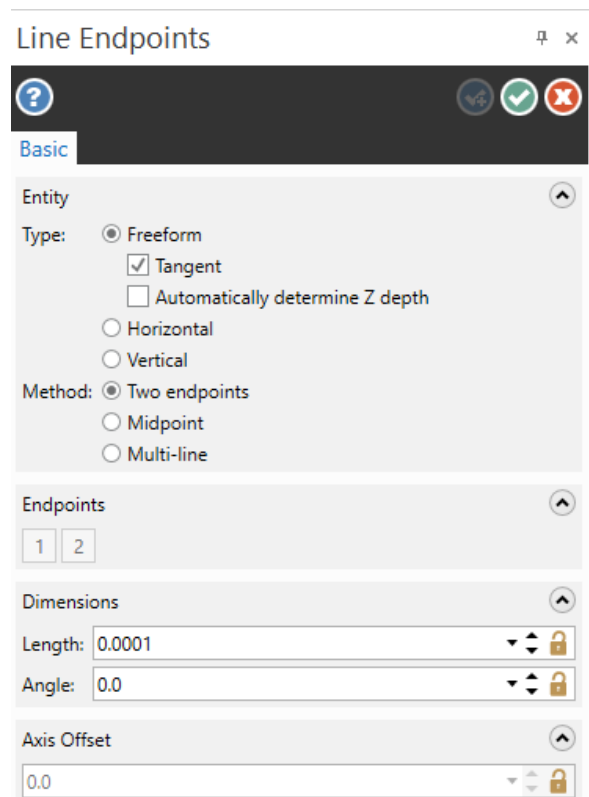 Line Endpoints
Basic
Entity
Type: Freeform
Tangent
Automatically determine Z depth
Horizontal
Vertical
Method: Two endpoints
Midpoint
Multi-line
Endpoints
1 2
Dimensions
Length: 0.0001
Angle: 0.0
Axis Offset
0.0